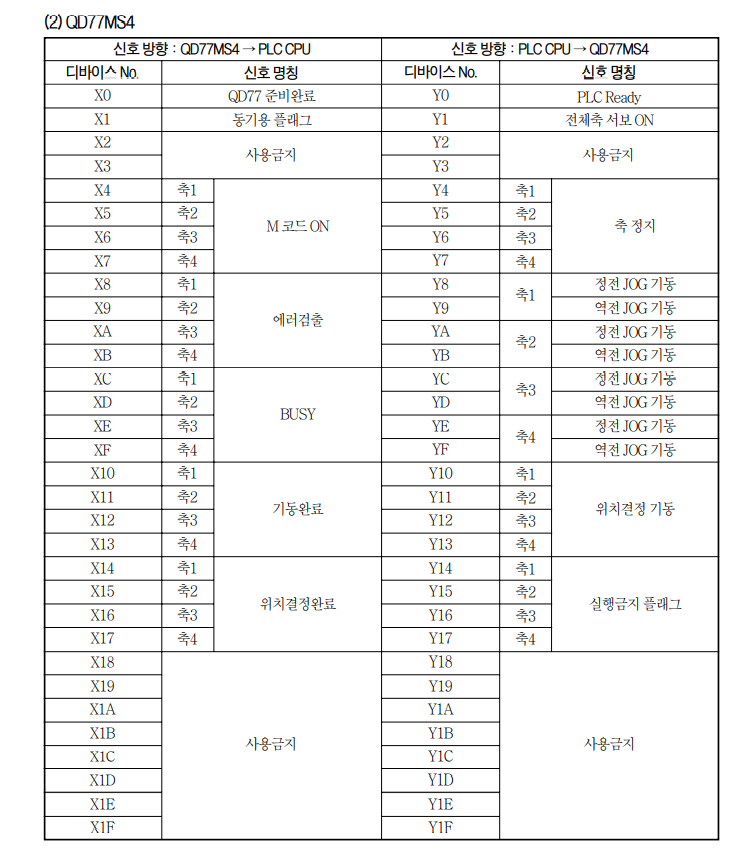 (2) QD77MS4
신호 방향 : QD77MS4 → PLC CPU 신호 방향 : PLC CPU → QD77MS4
디바이스 No. 신호 명칭 디바이스 No. 신호 명칭
X0 QD77 준비완료 Y0 PLC Ready
X1 동기용 플래그 Y1 전체축 서보 ON
X2 사용금지 Y2 사용금지
X3 Y3
X4 축1 M 코드 ON Y4 축1 축 정지
X5 축2 Y5 축2
X6 축3 Y6 축3
X7 축4 Y7 축4
X8 축1 에러검출 Y8 축1 정전 JOG 기동
X9 축2 Y9 역전 JOG 기동
XA 축3 YA 축2 정전 JOG 기동
XB 축4 YB 역전 JOG 기동
XC 축1 BUSY YC 축3 정전 JOG 기동
XD 축2 YD 역전 JOG 기동
XE 축3 YE 축4 정전 JOG 기동
XF 축4 YF 역전 JOG 기동
X10 축1 기동완료 Y10 축1 위치결정 기동
X11 축2 Y11 축2
X12 축3 Y12 축3
X13 축4 Y13 축4
X14 축1 위치결정완료 Y14 축1 실행금지 플래그
X15 축2 Y15 축2
X16 축3 Y16 축3
X17 축4 Y17 축4
X18 사용금지 Y18 사용금지
X19 Y19
X1A Y1A
X1B Y1B
X1C Y1C
X1D Y1D
X1E Y1E
X1F Y1F